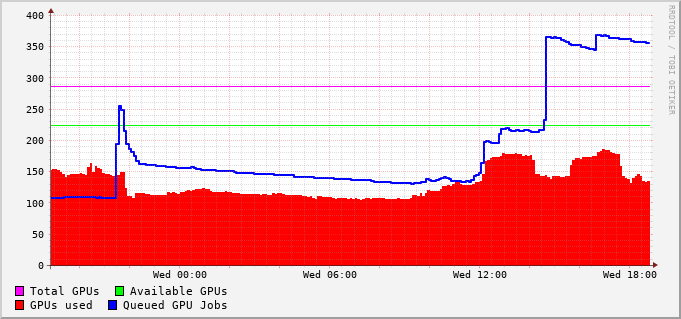 400
350
300
250
200
150
100
50
0
Wed 00:00 Wed 06:00 Wed 12:00 Wed 18:00
Total GPUs Available GPUs
GPUs used Queued GPU Jobs
RRDTOOL / TOBI OETIKER